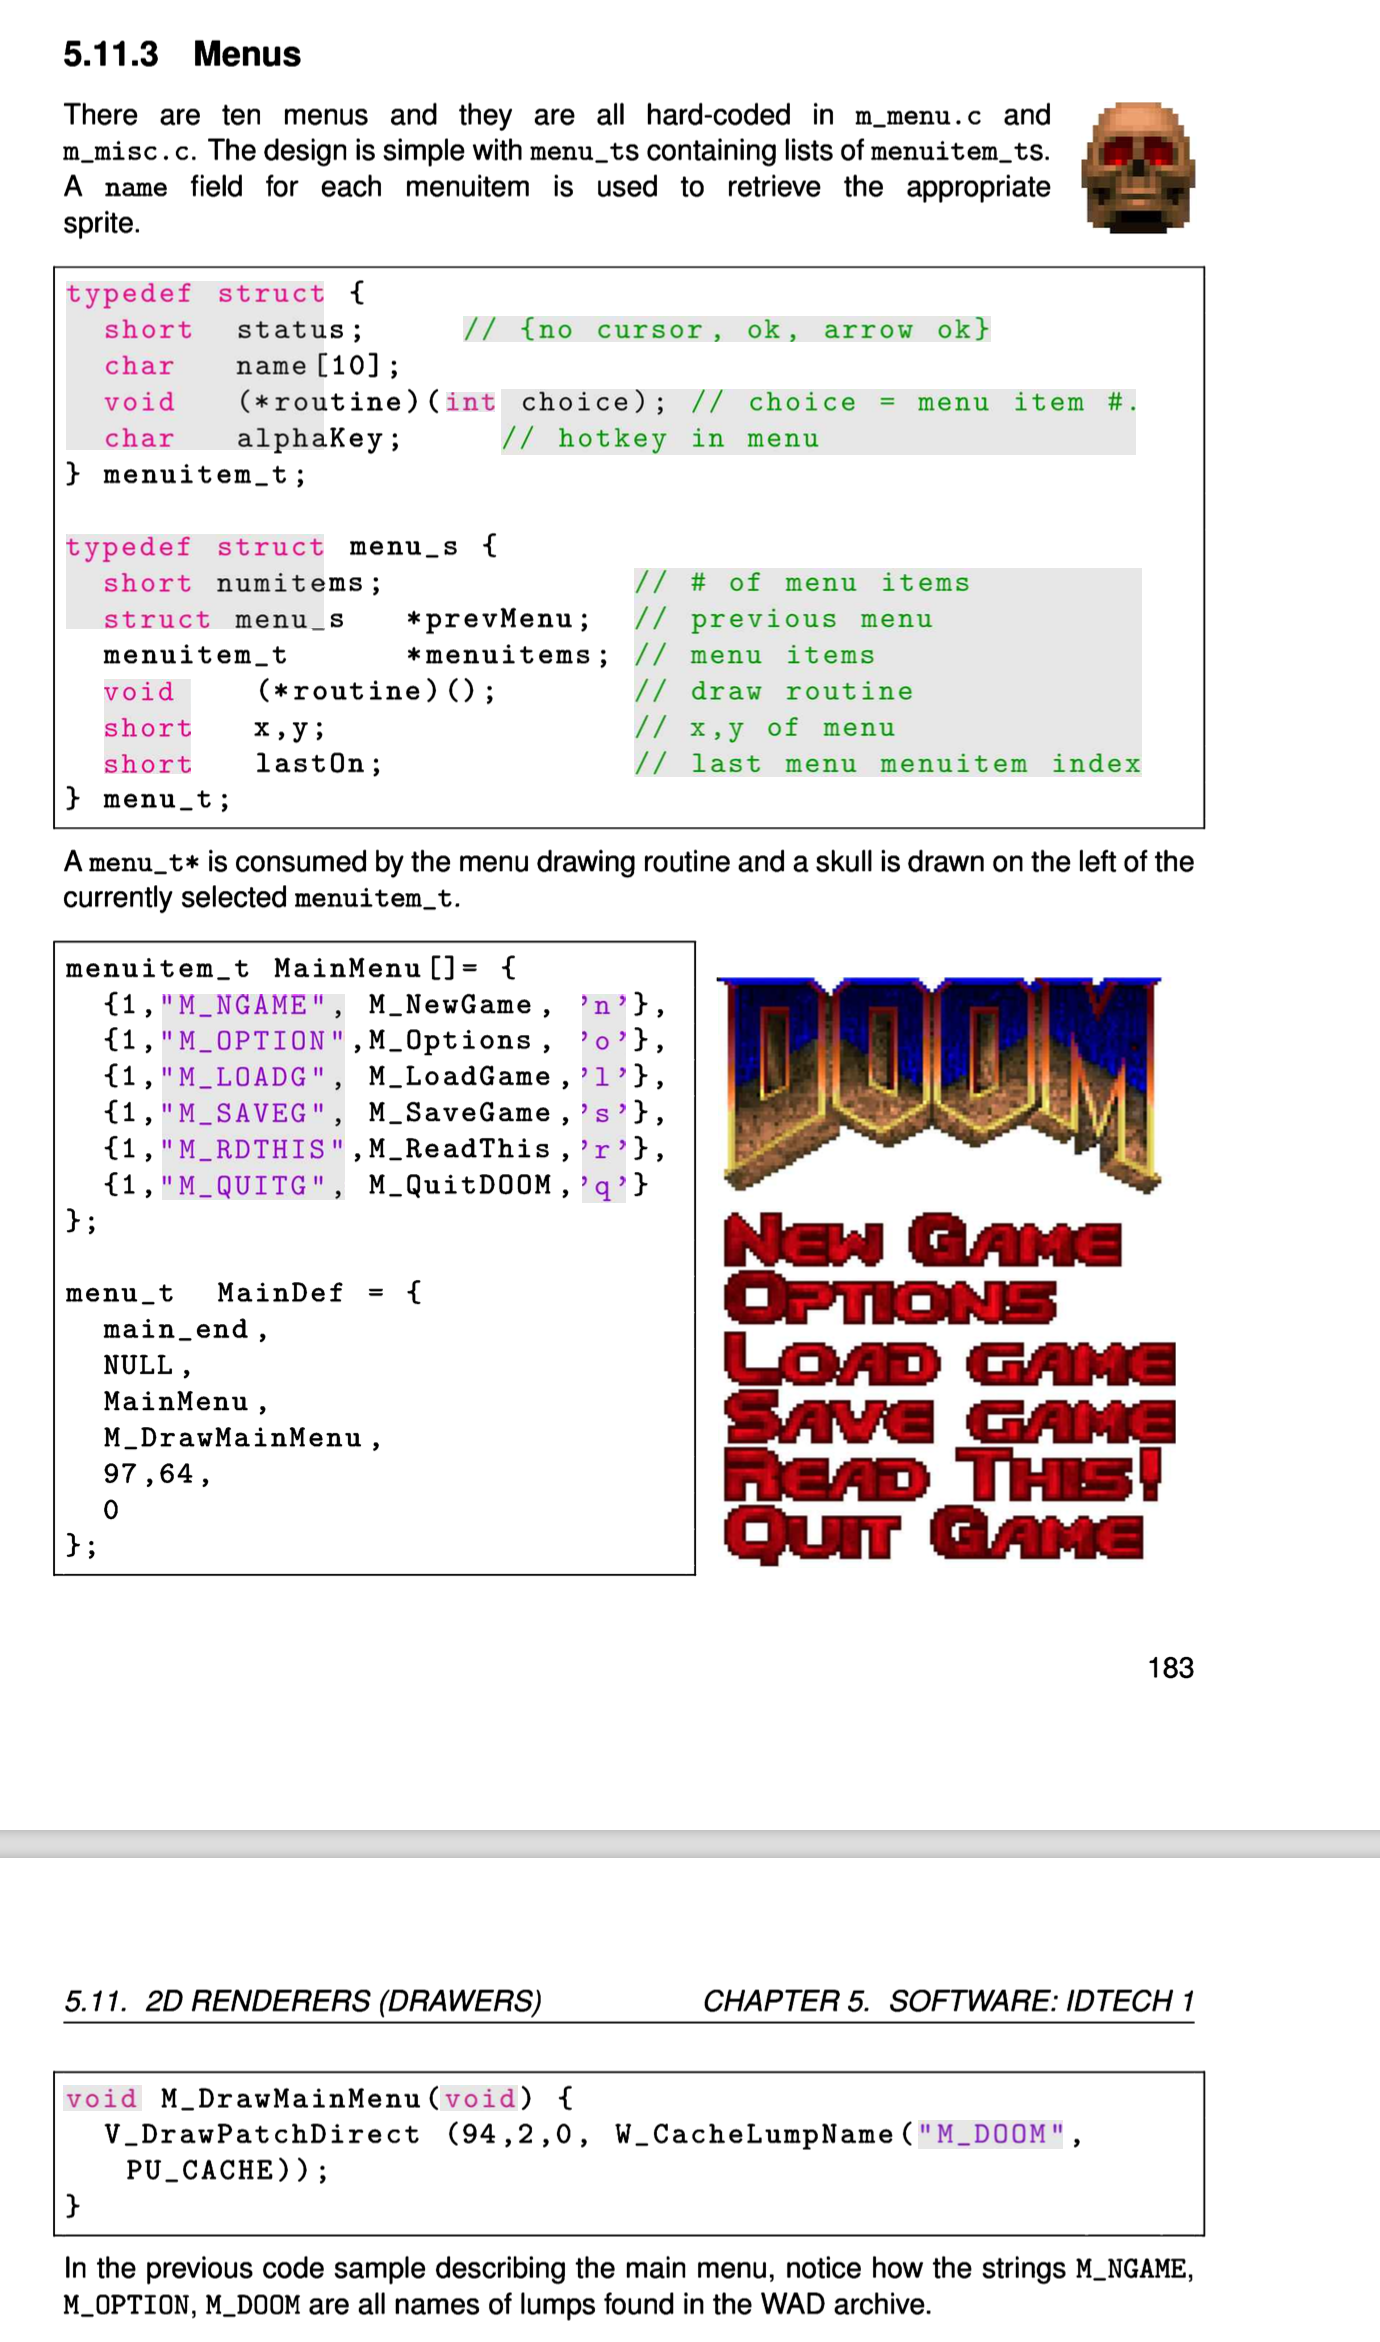 5.11.3 Menus
There are ten menus and they are all hard-coded in m_menu.c and
m_misc.c. The design is simple with menu_ts containing lists of menuitem_ts.
A name field for each menuitem is used to retrieve the appropriate
sprite.
typedef struct {
  short  status;     // {no cursor, ok, arrow ok}
  char   name[10];
  void   (*routine)(int choice); // choice = menu item #.
  char   alphaKey;     // hotkey in menu
} menuitem_t;
typedef struct menu_s {
  short numitems;             // # of menu items
  struct menu_s   *prevMenu;  // previous menu
  menuitem_t      *menuitems; // menu items
  void    (*routine)();       // draw routine
  short   x,y;                // x,y of menu
  short   lastOn;             // last menu menuitem index
} menu_t;
A menu_t* is consumed by the menu drawing routine and a skull is drawn on the left of the
currently selected menuitem_t.
menuitem_t MainMenu[]= {
  {1,"M_NGAME", M_NewGame, 'n'},
  {1,"M_OPTION",M_Options, 'o'},
  {1,"M_LOADG", M_LoadGame,'l'},
  {1,"M_SAVEG", M_SaveGame,'s'},
  {1,"M_RDTHIS",M_ReadThis,'r'},
  {1,"M_QUITG", M_QuitDOOM,'q'}
};
menu_t  MainDef = {
  main_end,
  NULL,
  MainMenu,
  M_DrawMainMenu,
  97,64,
  0
};
DOOM
New Game
Options
Load game
Save game
Read This!
Quit Game
183
5.11. 2D RENDERERS (DRAWERS) CHAPTER 5. SOFTWARE: IDTECH 1
void M_DrawMainMenu(void) {
  V_DrawPatchDirect (94,2,0, W_CacheLumpName("M_DOOM",
   PU_CACHE));
}
In the previous code sample describing the main menu, notice how the strings M_NGAME,
M_OPTION, M_DOOM are all names of lumps found in the WAD archive.